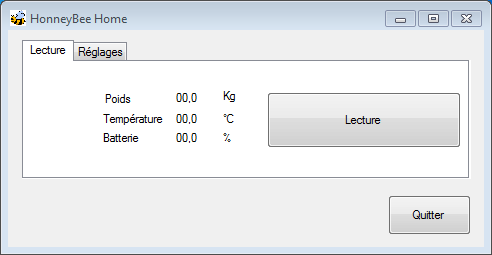 HonneyBee Home
Lecture Réglages
Poids 00,0 Kg
Température 00,0 °C
Batterie 00,0 %
Lecture
Quitter